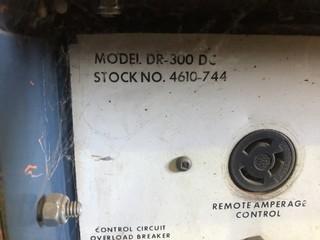 MODEL DR-300 DC
STOCK NO. 4610-744
REMOTE AMPERAGE
CONTROL
CONTROL CIRCUIT
OVERLOAD BREAKER